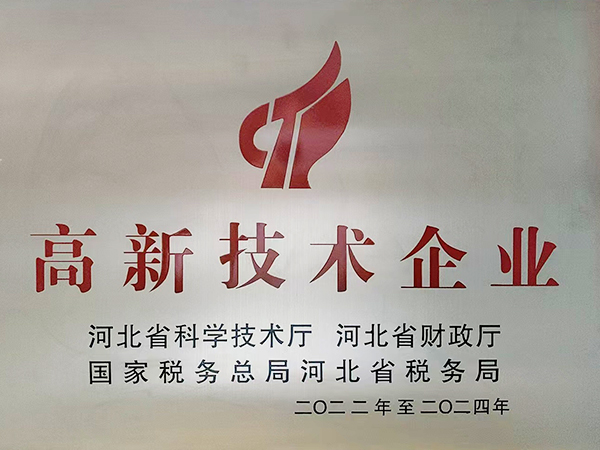 高新技术企业
河北省科学技术厅 河北省财政厅
国家税务总局河北省税务局
二〇二二年至二〇二四年